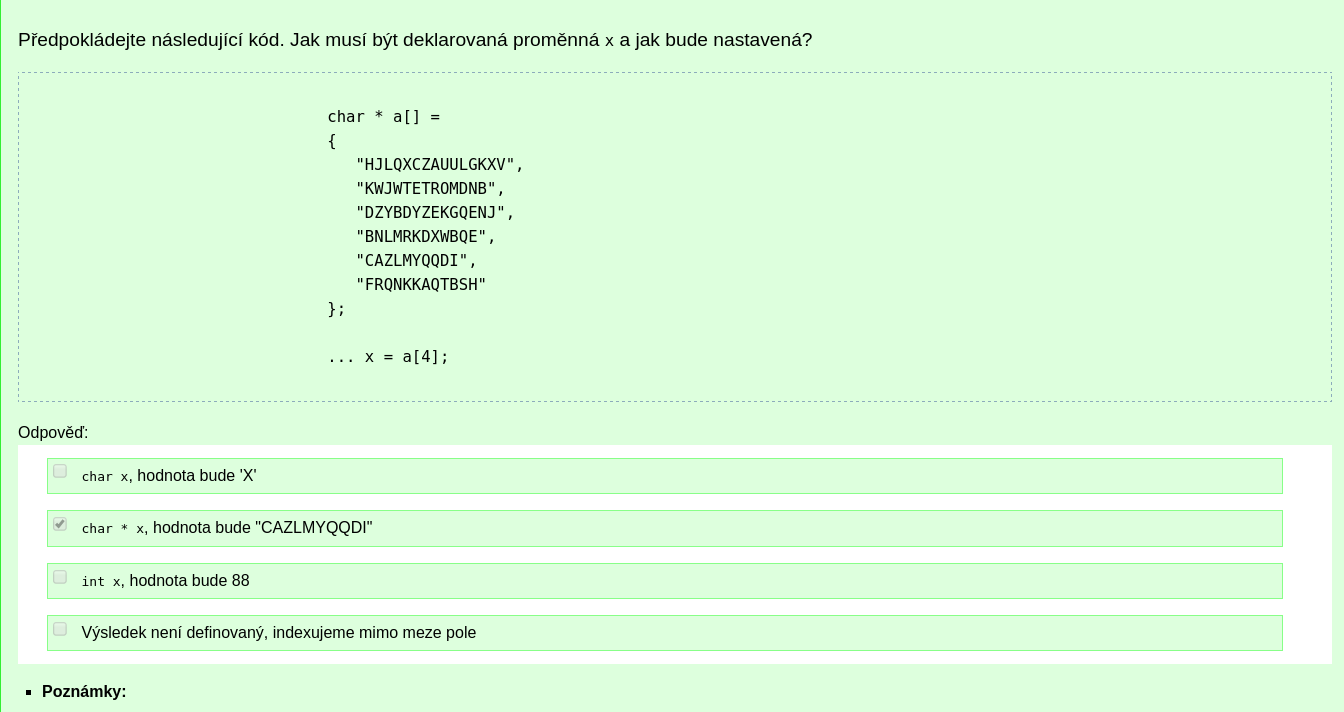 Předpokládejte následující kód. Jak musí být deklarovaná proměnná x a jak bude nastavená?
char * a[] =
{
"HJLQXCZAUULGKXV",
"KWJWTETROMDNB",
"DZYBDYZEKGQENJ",
"BNLMRKDXWBQE",
"CAZLMYQQDI",
"FRQNKKAQTBSH"
};
... x = a[4];
Odpověď:
char x, hodnota bude 'X'
char * x, hodnota bude "CAZLMYQQDI"
int x, hodnota bude 88
Výsledek není definovaný, indexujeme mimo meze pole
Poznámky: